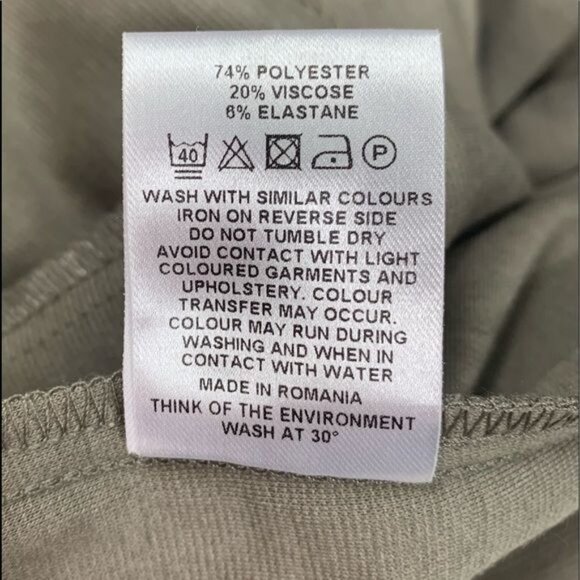 74% POLYESTER
20% VISCOSE
6% ELASTANE
40 P
WASH WITH SIMILAR COLOURS
IRON ON REVERSE SIDE
DO NOT TUMBLE DRY
AVOID CONTACT WITH LIGHT
COLOURED GARMENTS AND
UPHOLSTERY. COLOUR
TRANSFER MAY OCCUR.
COLOUR MAY RUN DURING
WASHING AND WHEN IN
CONTACT WITH WATER
MADE IN ROMANIA
THINK OF THE ENVIRONMENT
WASH AT 30°